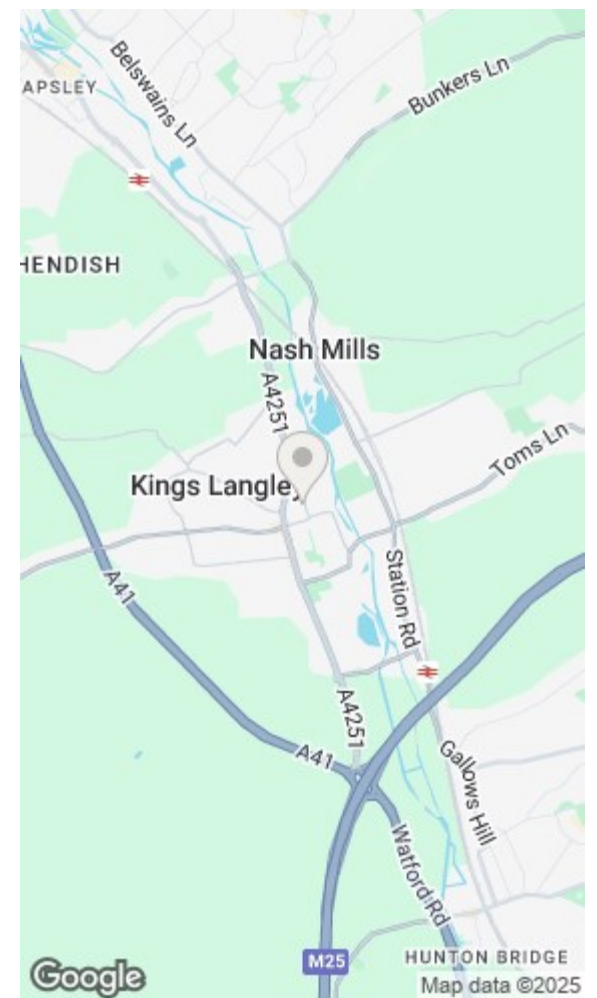 Belswains Ln
APSLEY
Bunkers Ln
HENDISH
Nash Mills
A4251
Toms Ln
Kings Langley
A41
Station Rd
A4251
A41
Gallows Hill
Watford Rd
M25
HUNTON BRIDGE
Google
Map data ©2025